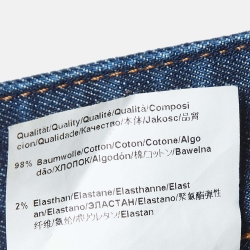 Qualität/Quality/Qualité/Qualità/Composi
cion/Qualidade/Качество/本体/Jakosc/品質
98% Baumwolle/Cotton/Coton/Cotone/Algo
dão/ХЛОПОК/Algodón/棉/コットン/Bawelna
2% Elasthan/Elastane/Elasthanne/Elast
an/Elastano/ЭЛАСТАН/Elastano/聚氨酯弹性
纤维/氨纶/ポリウレタン/Elastan